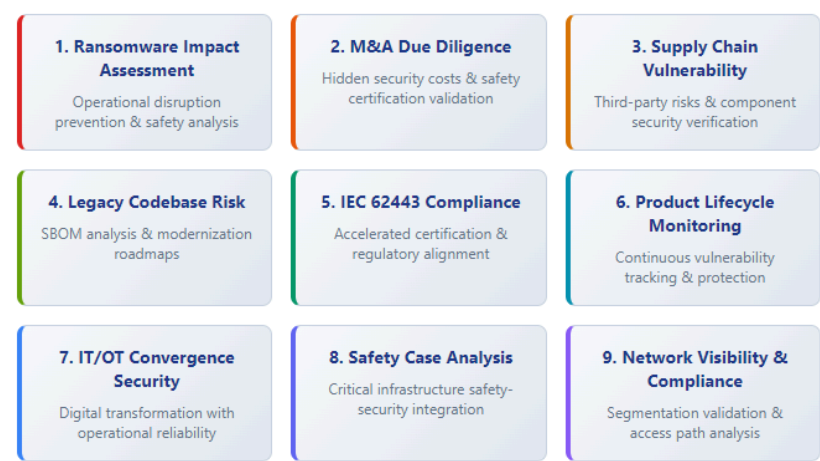 1. Ransomware Impact
Assessment
Operational disruption
prevention & safety analysis
2. M&A Due Diligence
Hidden security costs & safety
certification validation
3. Supply Chain
Vulnerability
Third-party risks & component
security verification
4. Legacy Codebase Risk
SBOM analysis & modernization
roadmaps
5. IEC 62443 Compliance
Accelerated certification &
regulatory alignment
6. Product Lifecycle
Monitoring
Continuous vulnerability
tracking & protection
7. IT/OT Convergence
Security
Digital transformation with
operational reliability
8. Safety Case Analysis
Critical infrastructure safety-
security integration
9. Network Visibility &
Compliance
Segmentation validation &
access path analysis